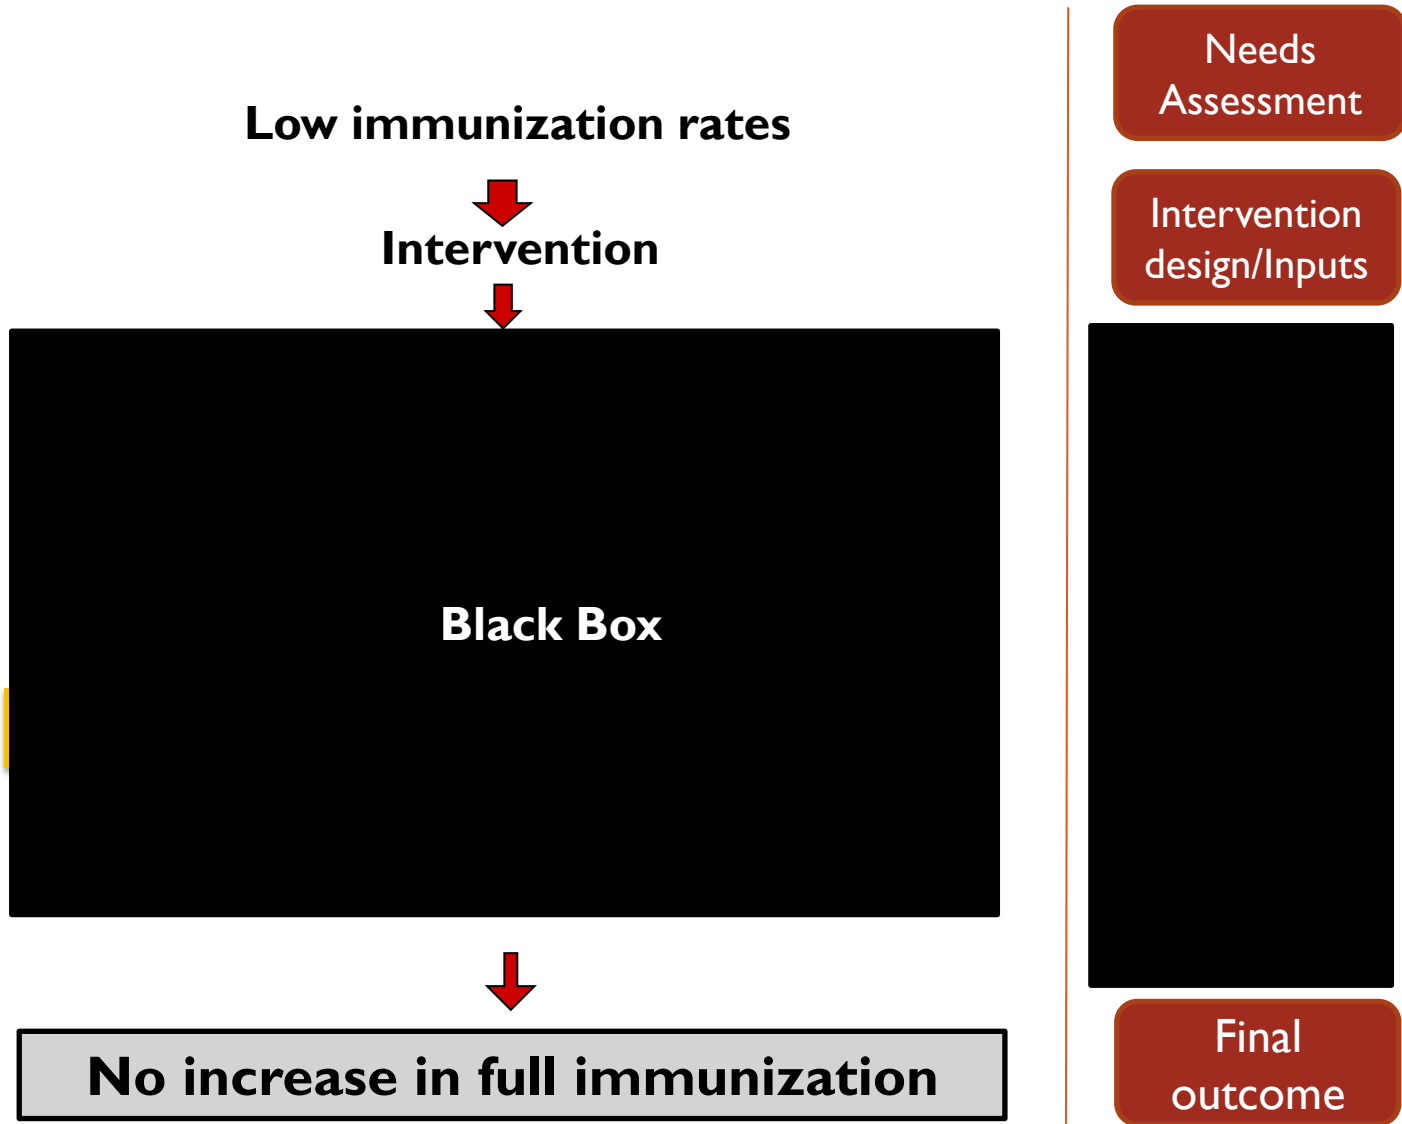 Low immunization rates
Intervention
Black Box
No increase in full immunization
Needs
Assessment
Intervention
design/Inputs
Final
outcome